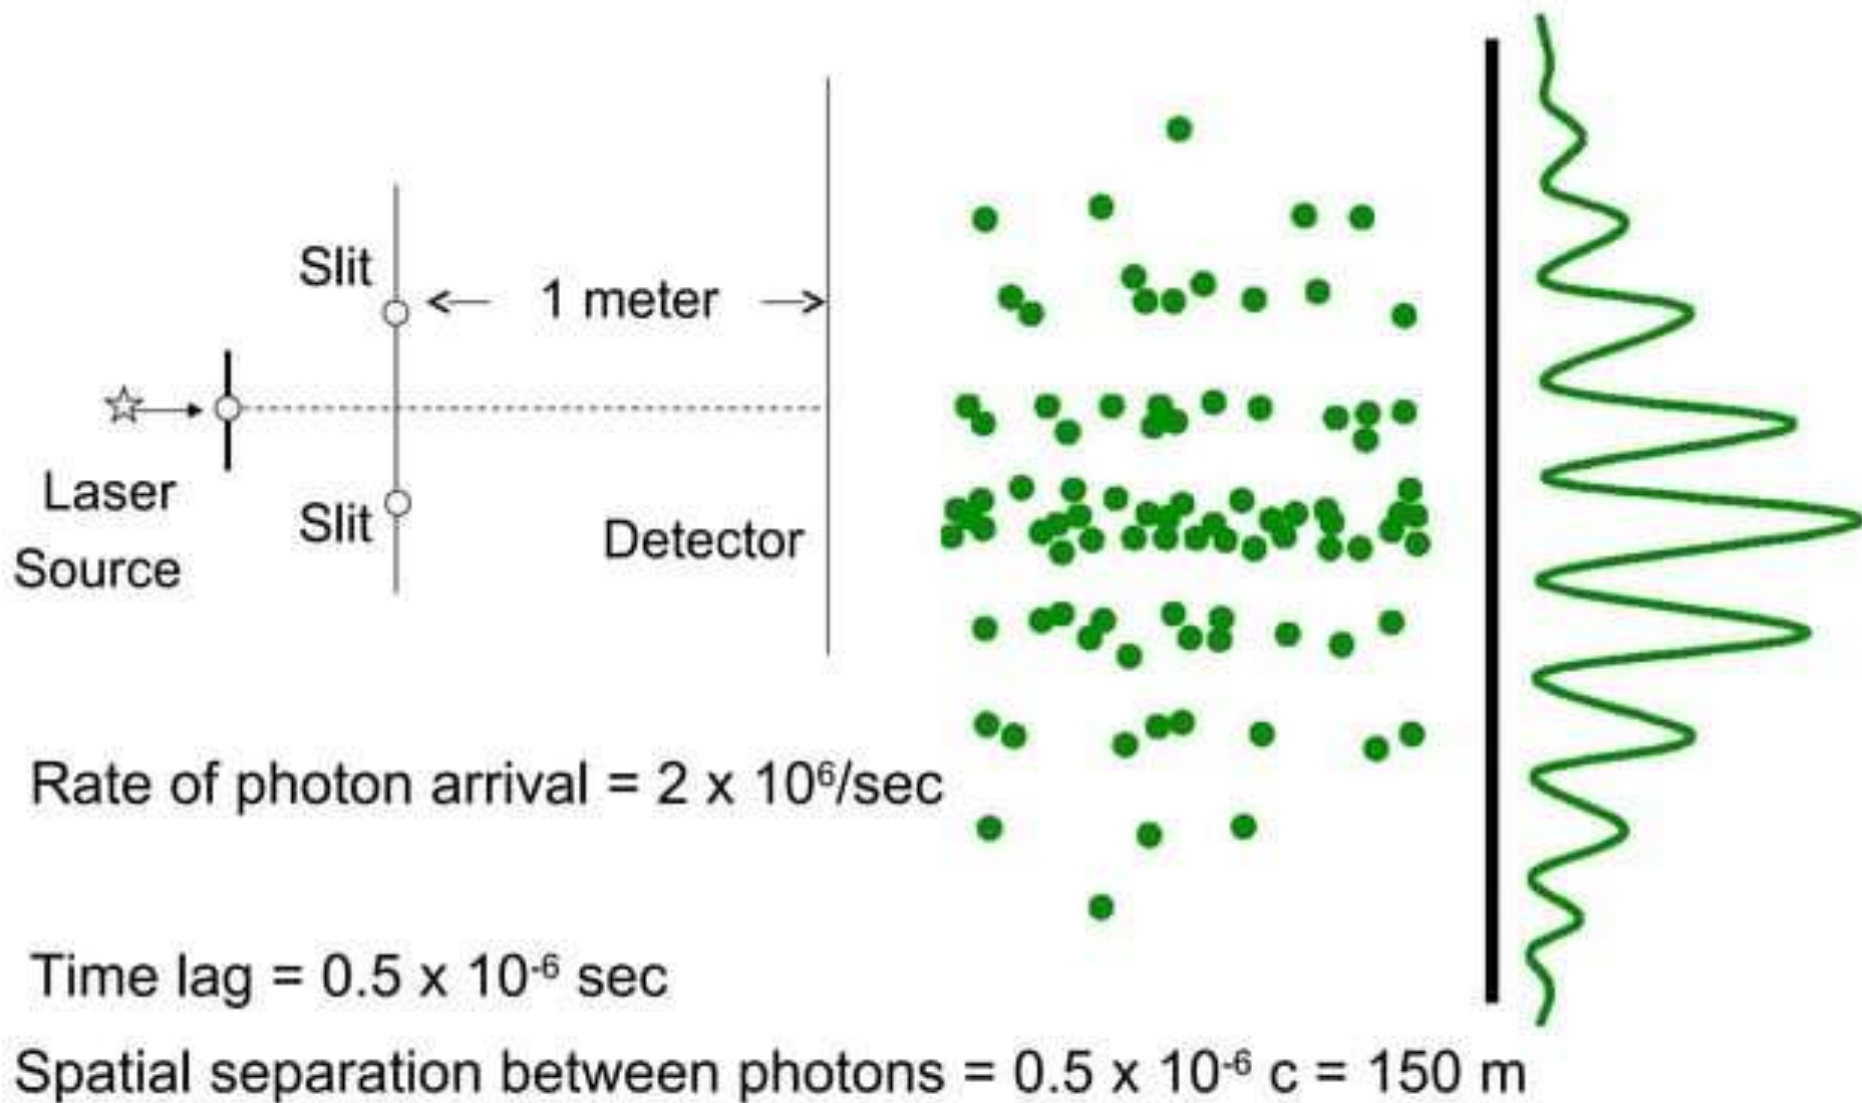 Slit
1 meter
Laser
Source
Slit
Detector
Rate of photon arrival = 2 x 10⁶/sec
Time lag = 0.5 x 10⁻⁶ sec
Spatial separation between photons = 0.5 x 10⁻⁶ c = 150 m